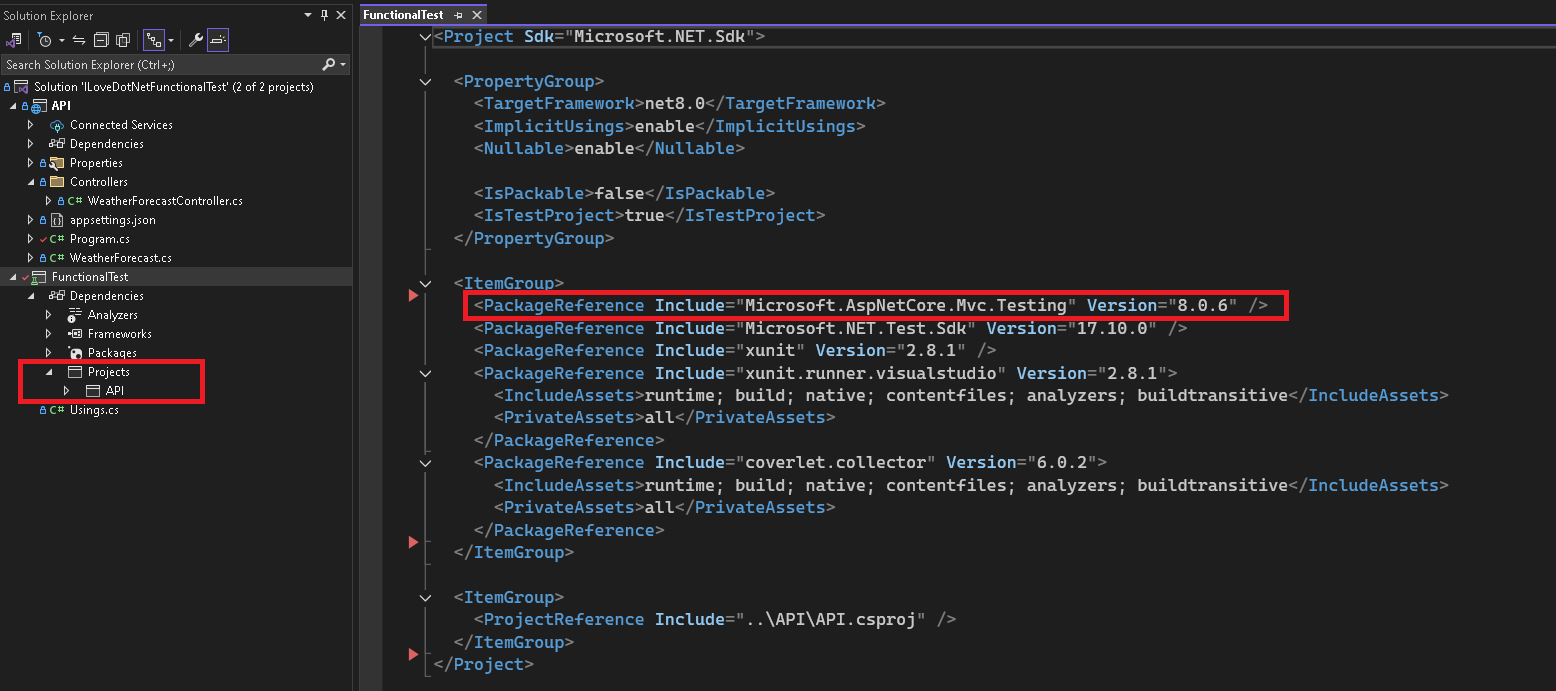 Solution Explorer
Search Solution Explorer (Ctrl+;)
Solution 'ILoveDotNetFunctionalTest' (2 of 2 projects)
API
Connected Services
Dependencies
Properties
Controllers
C# WeatherForecastController.cs
appsettings.json
C# Program.cs
C# WeatherForecast.cs
FunctionalTest
Dependencies
Analyzers
Frameworks
Packages
Projects
API
C# Usings.cs
FunctionalTest
<Project Sdk="Microsoft.NET.Sdk">
<PropertyGroup>
<TargetFramework>net8.0</TargetFramework>
<ImplicitUsings>enable</ImplicitUsings>
<Nullable>enable</Nullable>
<IsPackable>false</IsPackable>
<IsTestProject>true</IsTestProject>
</PropertyGroup>
<ItemGroup>
<PackageReference Include="Microsoft.AspNetCore.Mvc.Testing" Version="8.0.6" />
<PackageReference Include="Microsoft.NET.Test.Sdk" Version="17.10.0" />
<PackageReference Include="xunit" Version="2.8.1" />
<PackageReference Include="xunit.runner.visualstudio" Version="2.8.1">
<IncludeAssets>runtime; build; native; contentfiles; analyzers; buildtransitive</IncludeAssets>
<PrivateAssets>all</PrivateAssets>
</PackageReference>
<PackageReference Include="coverlet.collector" Version="6.0.2">
<IncludeAssets>runtime; build; native; contentfiles; analyzers; buildtransitive</IncludeAssets>
<PrivateAssets>all</PrivateAssets>
</PackageReference>
</ItemGroup>
<ItemGroup>
<ProjectReference Include="..\API\API.csproj" />
</ItemGroup>
</Project>